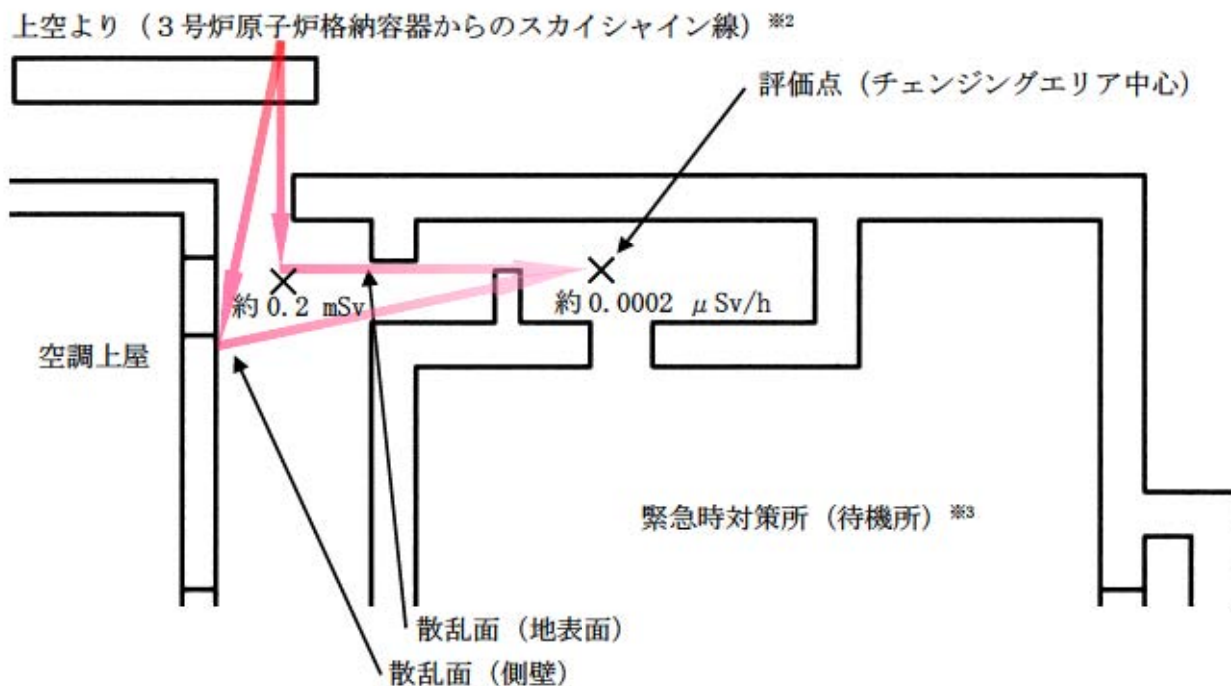 上空より（３号炉原子炉格納容器からのスカイシャイン線）※2
評価点（チェンジングエリア中心）
約 0.2 mSv
約 0.0002 μSv/h
空調上屋
緊急時対策所（待機所）※3
散乱面（地表面）
散乱面（側壁）